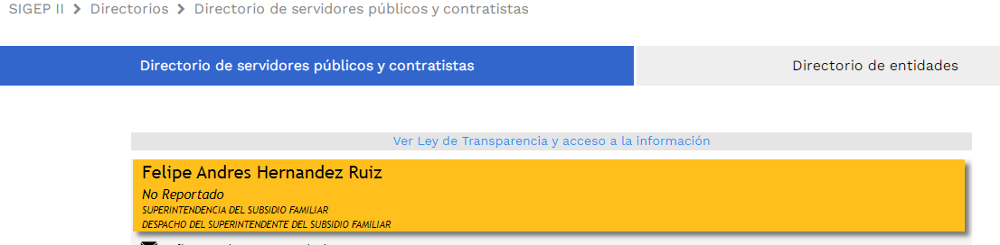 SIGEP II > Directorios > Directorio de servidores públicos y contratistas
Directorio de servidores públicos y contratistas
Directorio de entidades
Ver Ley de Transparencia y acceso a la información
Felipe Andres Hernandez Ruiz
No Reportado
SUPERINTENDENCIA DEL SUBSIDIO FAMILIAR
DESPACHO DEL SUPERINTENDENTE DEL SUBSIDIO FAMILIAR